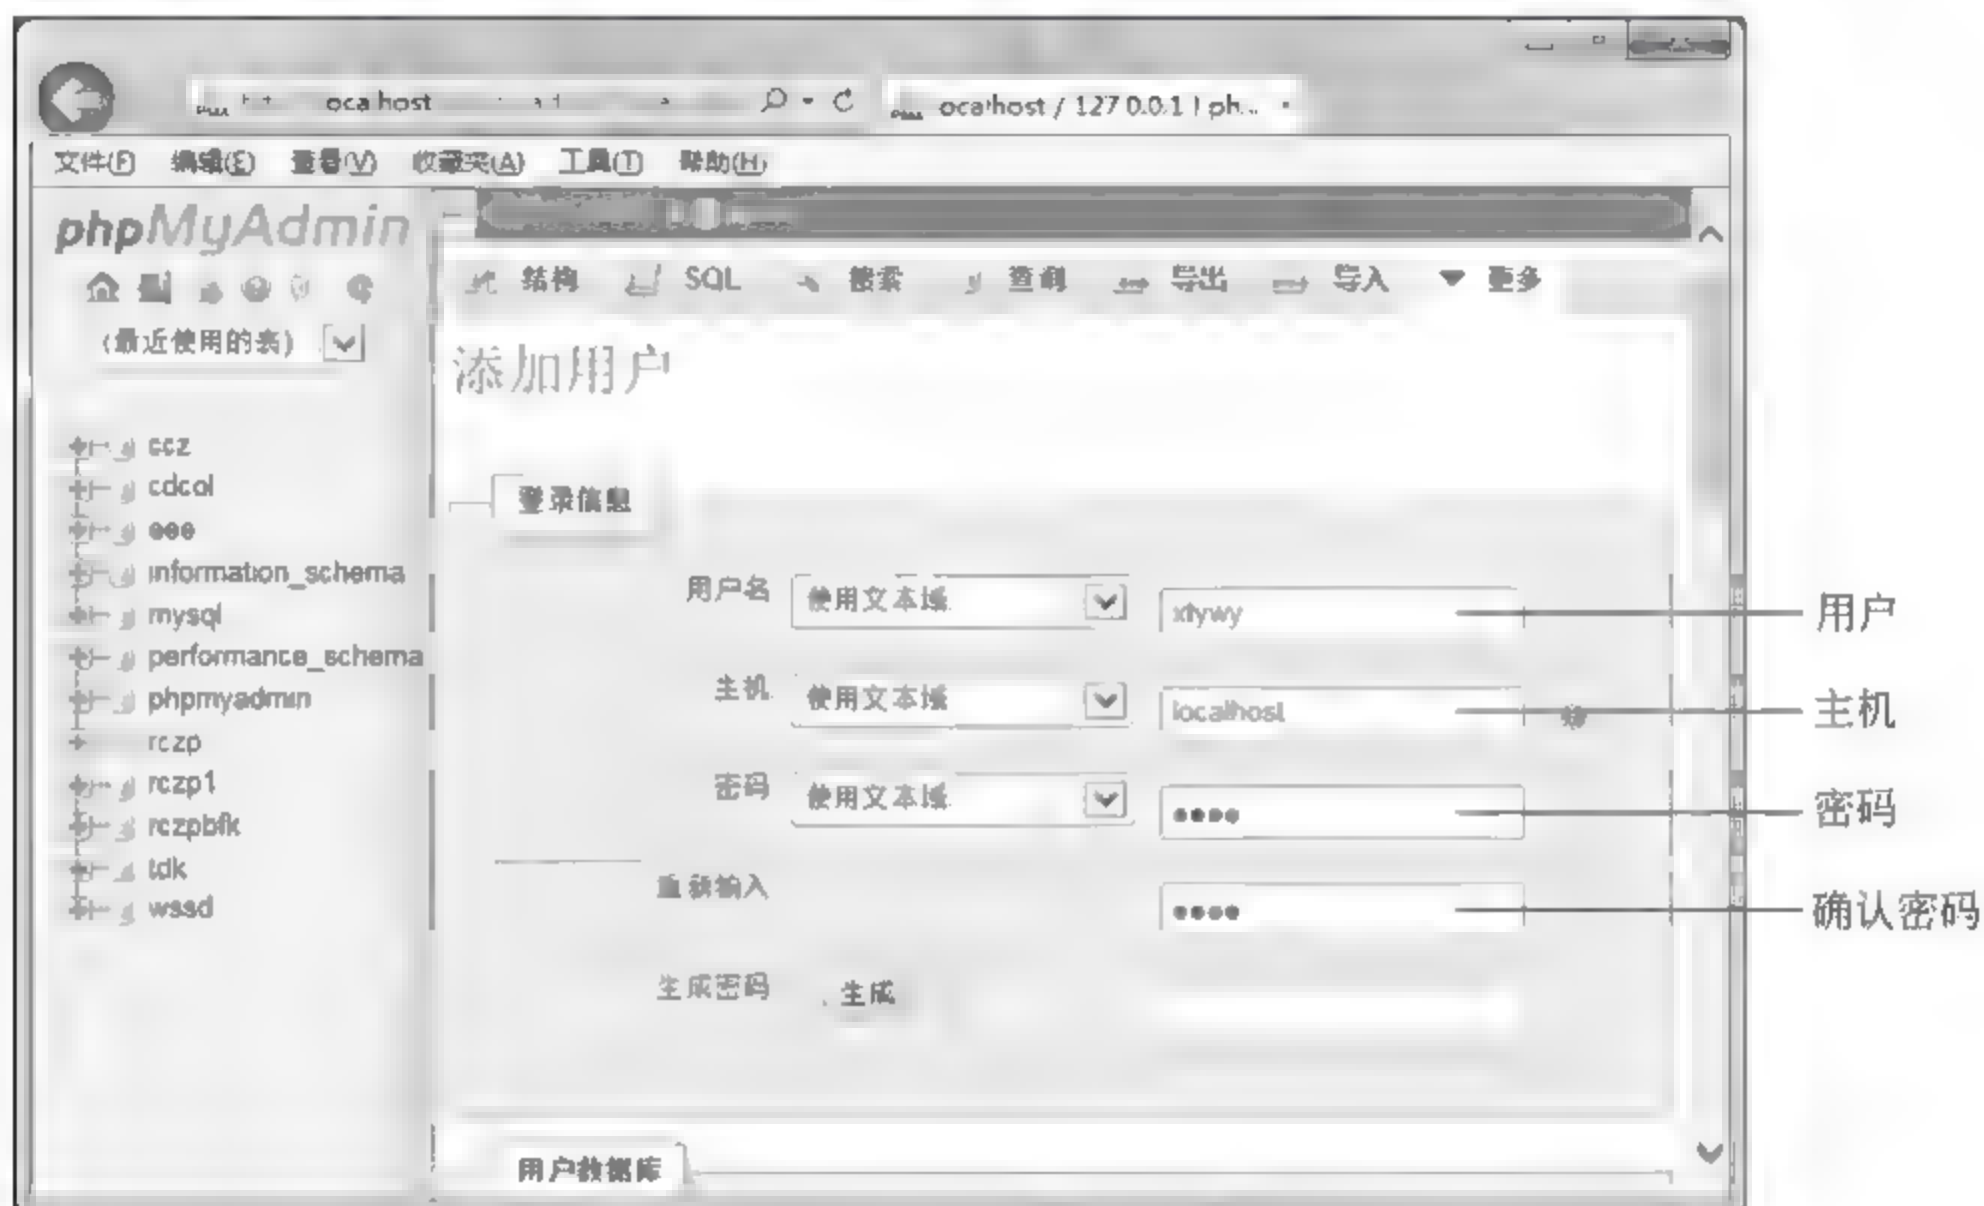 localhost / 127.0.0.1 | ph...
文件(F) 编辑(E) 查看(V) 收藏夹(A) 工具(T) 帮助(H)
phpMyAdmin
结构 SQL 搜索 查询 导出 导入 更多
(最近使用的表)
添加用户
ccz
cdcol
eee
information_schema
mysql
performance_schema
phpmyadmin
rczp
rczp1
rczpbfk
tdk
wssd
登录信息
用户名 使用文本域 用户
主机 使用文本域 localhost 主机
密码 使用文本域 •••• 密码
重新输入 •••• 确认密码
生成密码 生成
用户数据库